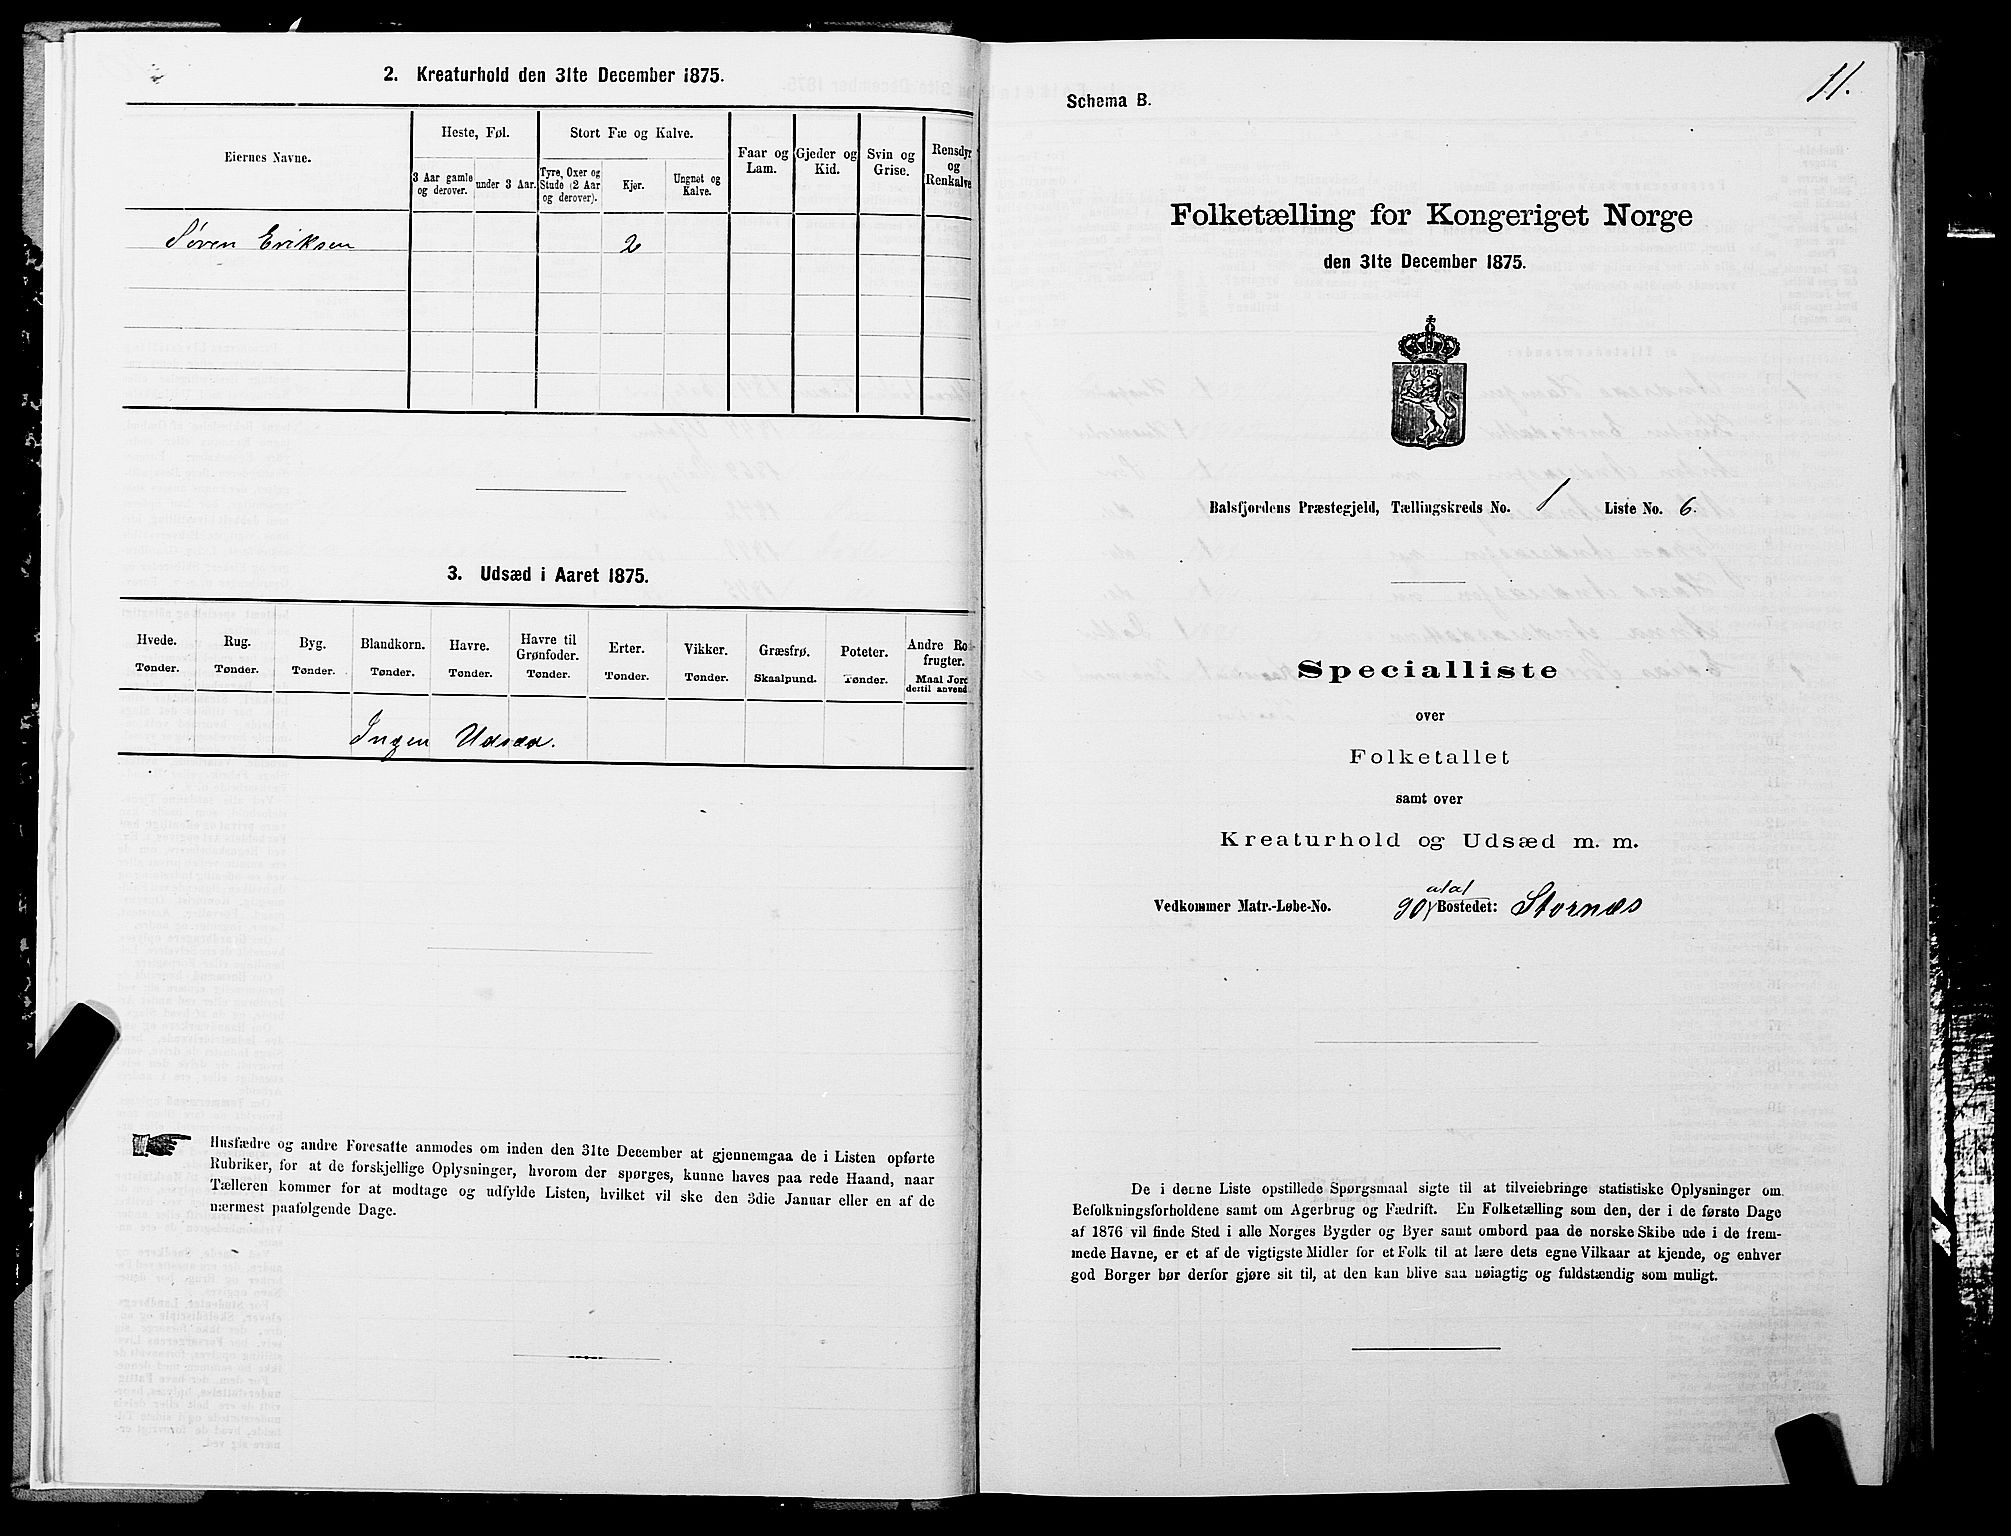 2. Kreaturhold den 31te December 1875.
Eiernes Navne.
Heste, Føl.
Stort Fæ og Kalve.
3 Aar gamle og derover.
under 3 Aar.
Tyre, Oxer og Stude (2 Aar og derover).
Kjør.
Ungnøt og Kalve.
Faar og Lam.
Gjeder og Kid.
Svin og Grise.
Rensdyr og Renkalve
Søren Eriksen 2
3. Udsæd i Aaret 1875.
Hvede. Tønder.
Rug. Tønder.
Byg. Tønder.
Blandkorn. Tønder.
Havre. Tønder.
Havre til Grønfoder. Tønder.
Erter. Tønder.
Vikker. Tønder.
Græsfrø. Skaalpund.
Poteter. Tønder.
Andre Rod- frugter. Maal Jord dertil anvend.
Ingen Udsæd.
Husfædre og andre Foresatte anmodes om inden den 31te December at gjennemgaa de i Listen opførte
Rubriker, for at de forskjellige Oplysninger, hvorom der spørges, kunne haves paa rede Haand, naar
Tælleren kommer for at modtage og udfylde Listen, hvilket vil ske den 3die Januar eller en af de
nærmest paafølgende Dage.
11.
Schema B.
Folketælling for Kongeriget Norge
den 31te December 1875.
Balsfjordens Præstegjeld, Tællingskreds No. 1 Liste No. 6.
Specialliste
over
Folketallet
samt over
Kreaturhold og Udsæd m. m.
Vedkommer Matr.-Løbe-No. 90 Bostedet: Stornæs
De i denne Liste opstillede Spørgsmaal sigte til at tilveiebringe statistiske Oplysninger om
Befolkningsforholdene samt om Agerbrug og Fædrift. En Folketælling som den, der i de første Dage
af 1876 vil finde Sted i alle Norges Bygder og Byer samt ombord paa de norske Skibe ude i de frem-
mede Havne, er et af de vigtigste Midler for et Folk til at lære dets egne Vilkaar at kjende, og enhver
god Borger bør derfor gjøre sit til, at den kan blive saa nøiagtig og fuldstændig som muligt.